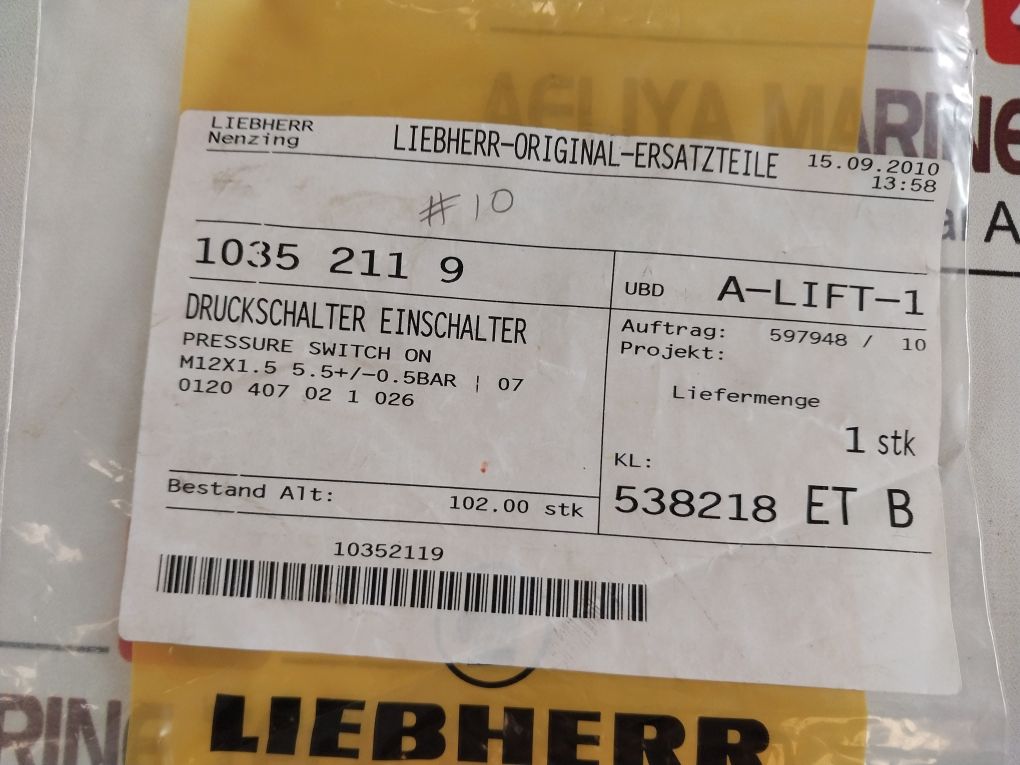 AELIYA MARINE
A
LIEBHERR
Nenzing
LIEBHERR-ORIGINAL-ERSATZTEILE
15.09.2010
13:58
#10
1035 211 9
UBD A-LIFT-1
DRUCKSCHALTER EINSCHALTER
PRESSURE SWITCH ON
M12X1.5 5.5+/-0.5BAR | 07
0120 407 02 1 026
Auftrag: 597948 / 10
Projekt:
Liefermenge
1 stk
KL:
538218 ET B
Bestand Alt: 102.00 stk
10352119
LIEBHERR